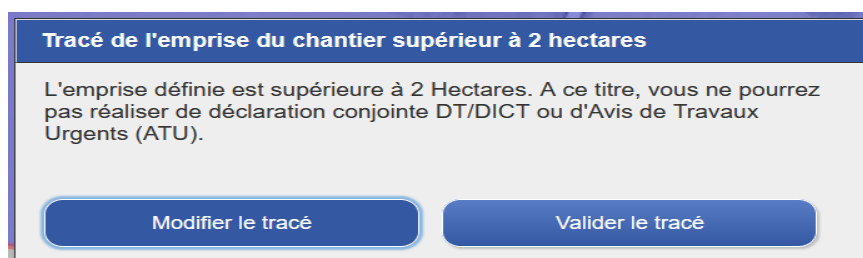 Tracé de l'emprise du chantier supérieur à 2 hectares
L'emprise définie est supérieure à 2 Hectares. A ce titre, vous ne pourrez
pas réaliser de déclaration conjointe DT/DICT ou d'Avis de Travaux
Urgents (ATU).
Modifier le tracé
Valider le tracé